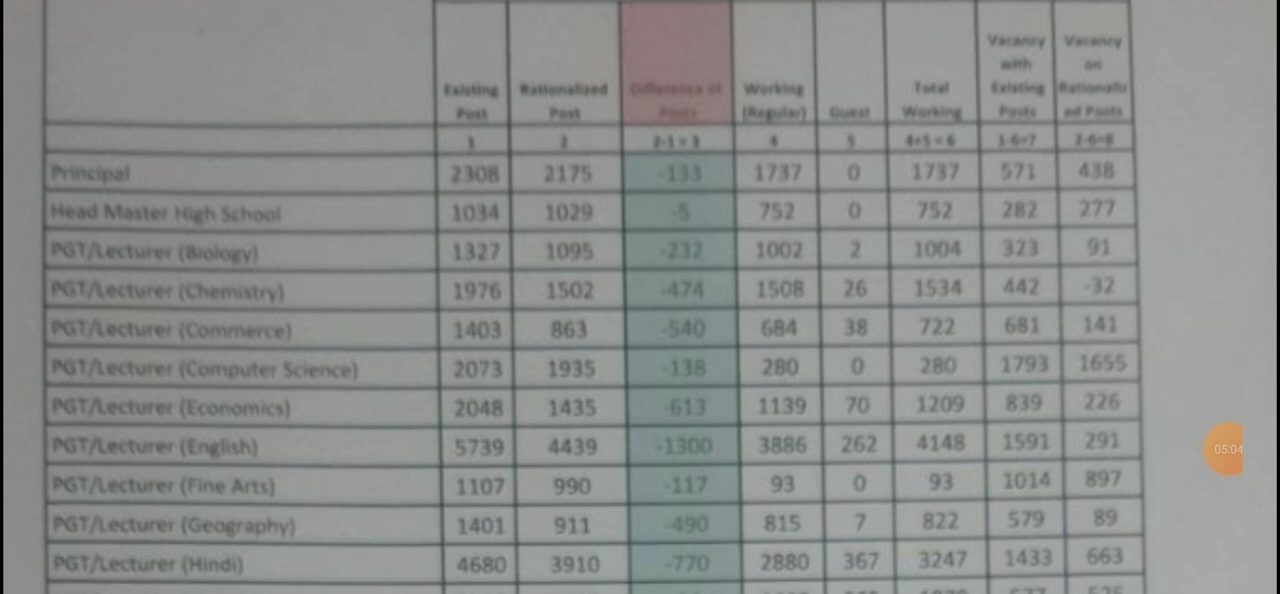 Existing Post Rationalized Post Difference of Posts Working (Regular) Guest Total Working Vacancy with Existing Posts Vacancy on Rationalized Posts
1 2 2-1=3 4 5 4+5=6 1-6=7 2-6=8
Principal 2308 2175 -133 1737 0 1737 571 438
Head Master High School 1034 1029 -5 752 0 752 282 277
PGT/Lecturer (Biology) 1327 1095 -232 1002 2 1004 323 91
PGT/Lecturer (Chemistry) 1976 1502 -474 1508 26 1534 442 -32
PGT/Lecturer (Commerce) 1403 863 -540 684 38 722 681 141
PGT/Lecturer (Computer Science) 2073 1935 -138 280 0 280 1793 1655
PGT/Lecturer (Economics) 2048 1435 -613 1139 70 1209 839 226
PGT/Lecturer (English) 5739 4439 -1300 3886 262 4148 1591 291
PGT/Lecturer (Fine Arts) 1107 990 -117 93 0 93 1014 897
PGT/Lecturer (Geography) 1401 911 -490 815 7 822 579 89
PGT/Lecturer (Hindi) 4680 3910 -770 2880 367 3247 1433 663
05:04